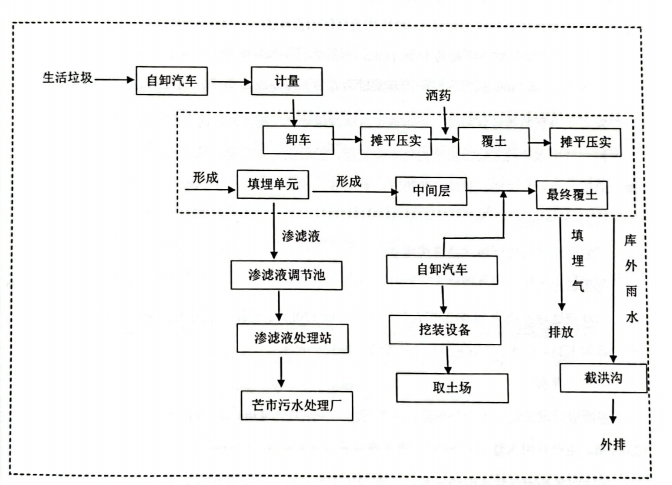 生活垃圾 自卸汽车 计量
洒药
卸车 摊平压实 覆土 摊平压实
形成 填埋单元 形成 中间层 最终覆土
渗滤液 填埋气 库外雨水
渗滤液调节池 自卸汽车
渗滤液处理站 挖装设备 排放
芒市污水处理厂 取土场 截洪沟
外排